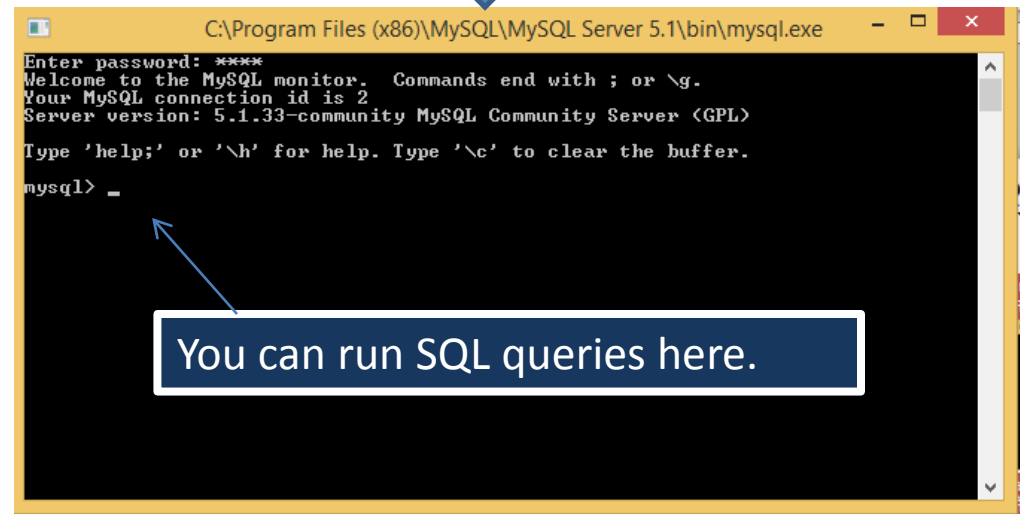 C:\Program Files (x86)\MySQL\MySQL Server 5.1\bin\mysql.exe
Enter password: ****
Welcome to the MySQL monitor.  Commands end with ; or \g.
Your MySQL connection id is 2
Server version: 5.1.33-community MySQL Community Server (GPL)
Type 'help;' or '\h' for help. Type '\c' to clear the buffer.
mysql> _
You can run SQL queries here.